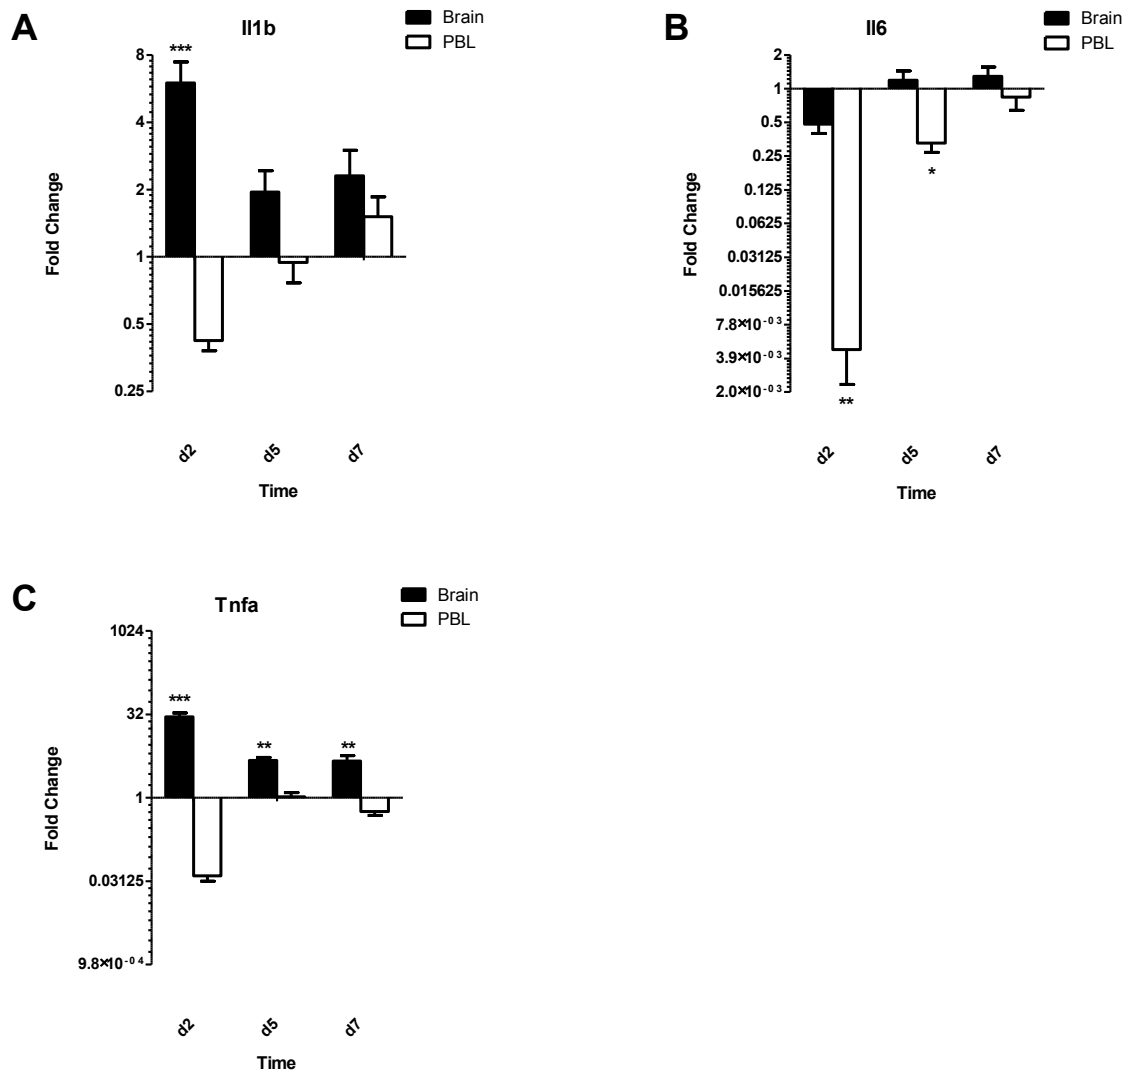 A
Il1b
Brain
PBL
***
8
4
2
1
0.5
0.25
Fold Change
d2
d5
d7
Time
B
Il6
Brain
PBL
2
1
0.5
0.25
0.125
0.0625
0.03125
0.015625
7.8×10⁻⁰³
3.9×10⁻⁰³
2.0×10⁻⁰³
Fold Change
*
**
d2
d5
d7
Time
C
Tnfa
Brain
PBL
1024
32
1
0.03125
9.8×10⁻⁰⁴
Fold Change
***
**
**
d2
d5
d7
Time